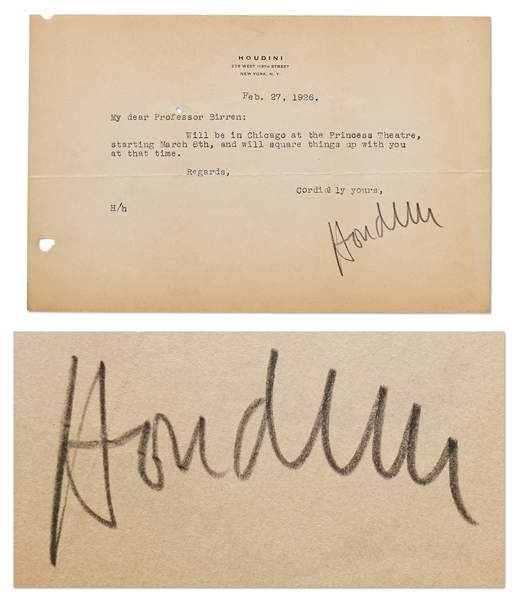 HOUDINI
278 WEST 113TH STREET
NEW YORK, N. Y.
Feb. 27, 1926.
My dear Professor Birren:
Will be in Chicago at the Princess Theatre,
starting March 8th, and will square things up with you
at that time.
Regards,
Cordially yours,
H/h
Houdini
Houdini